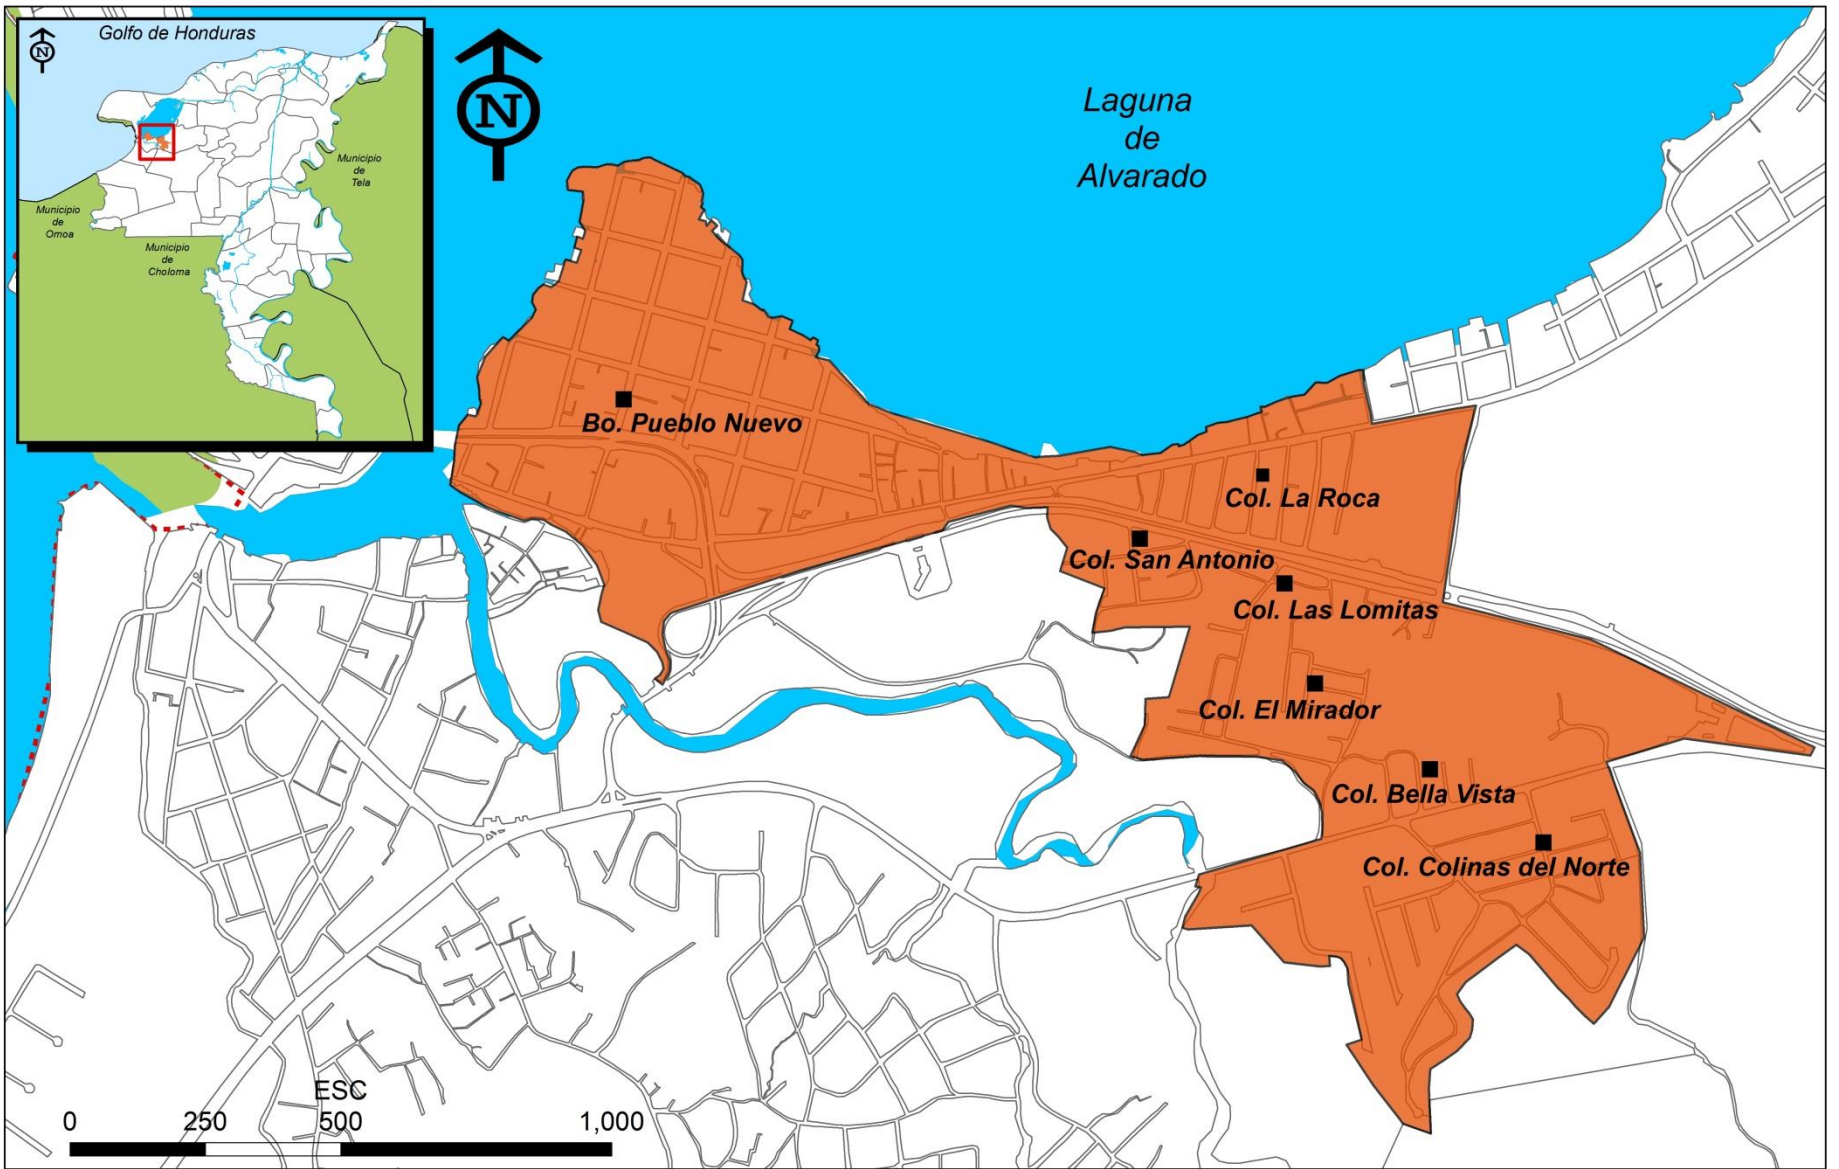 Golfo de Honduras
N
Municipio
de
Tela
Municipio
de
Omoa
Municipio
de
Choloma
N
Laguna
de
Alvarado
Bo. Pueblo Nuevo
Col. La Roca
Col. San Antonio
Col. Las Lomitas
Col. El Mirador
Col. Bella Vista
Col. Colinas del Norte
ESC
0 250 500 1,000